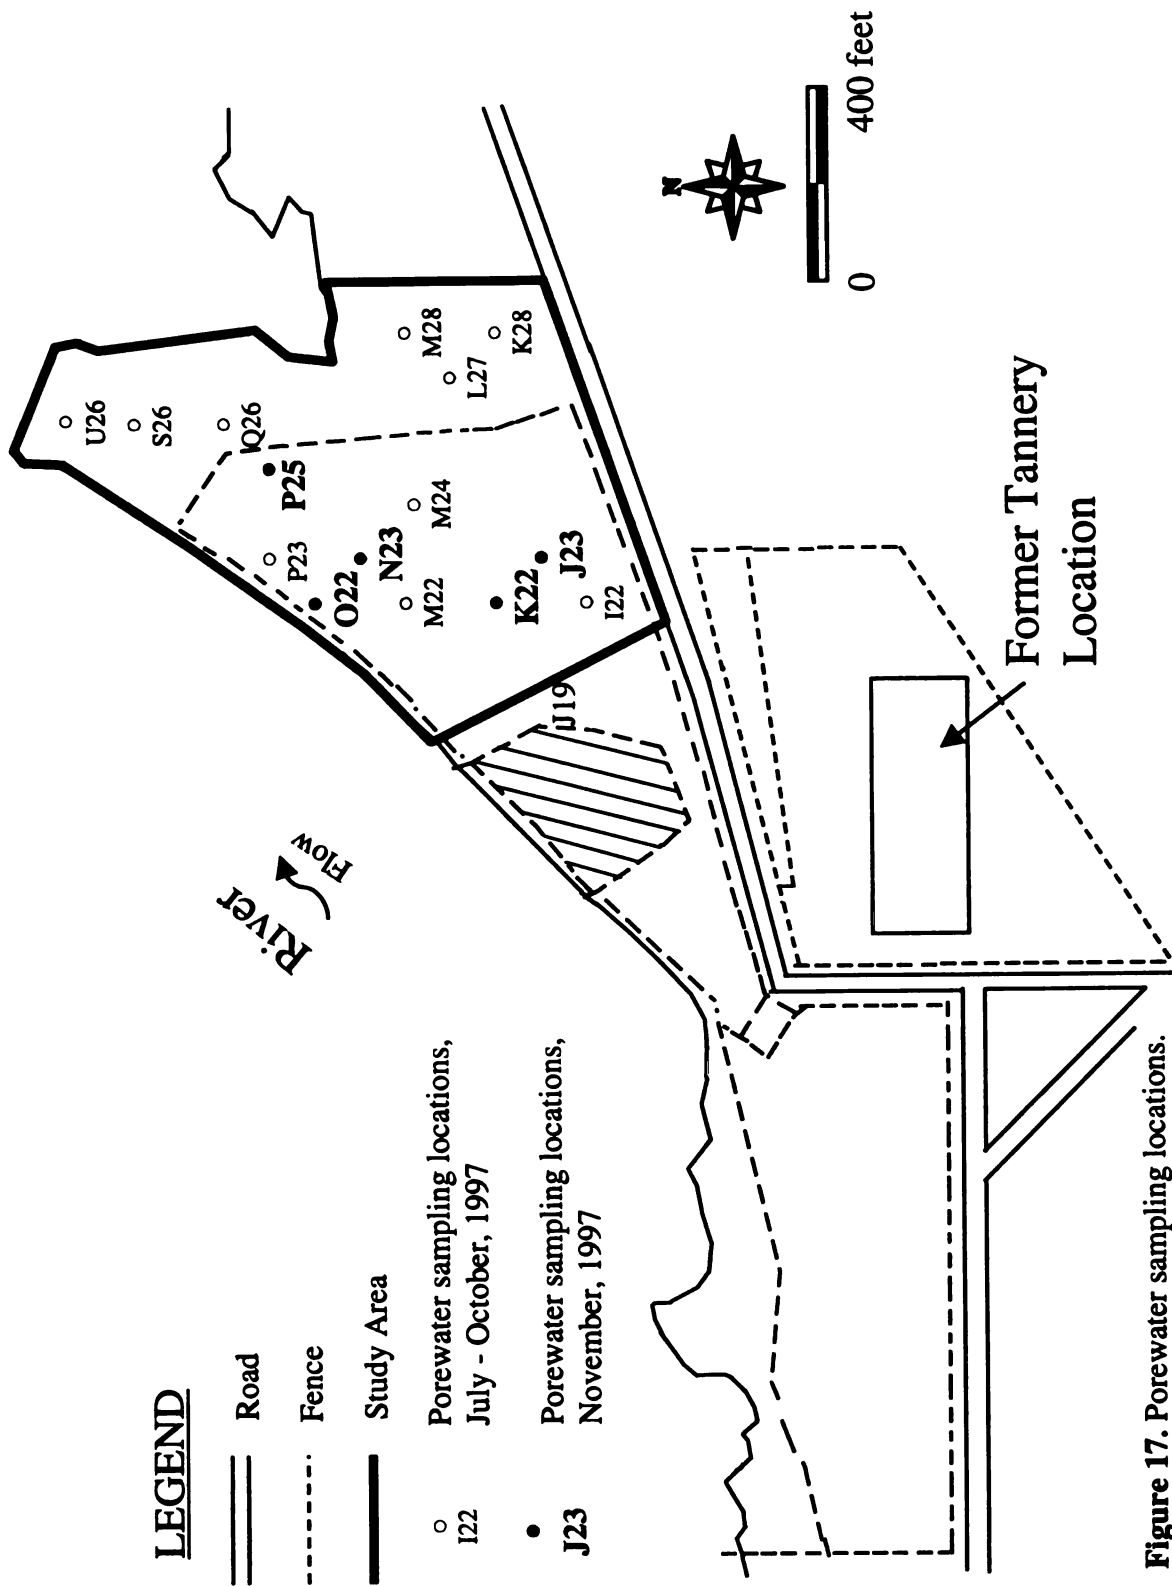 LEGEND
Road
Fence
Study Area
I22
Porewater sampling locations,
July - October, 1997
J23
Porewater sampling locations,
November, 1997
River
Flow
U26
S26
Q26
P25
P23
O22
N23
M28
L27
K28
M24
M22
K22
J23
I22
J19
N
0
400 feet
Former Tannery
Location
Figure 17. Porewater sampling locations.